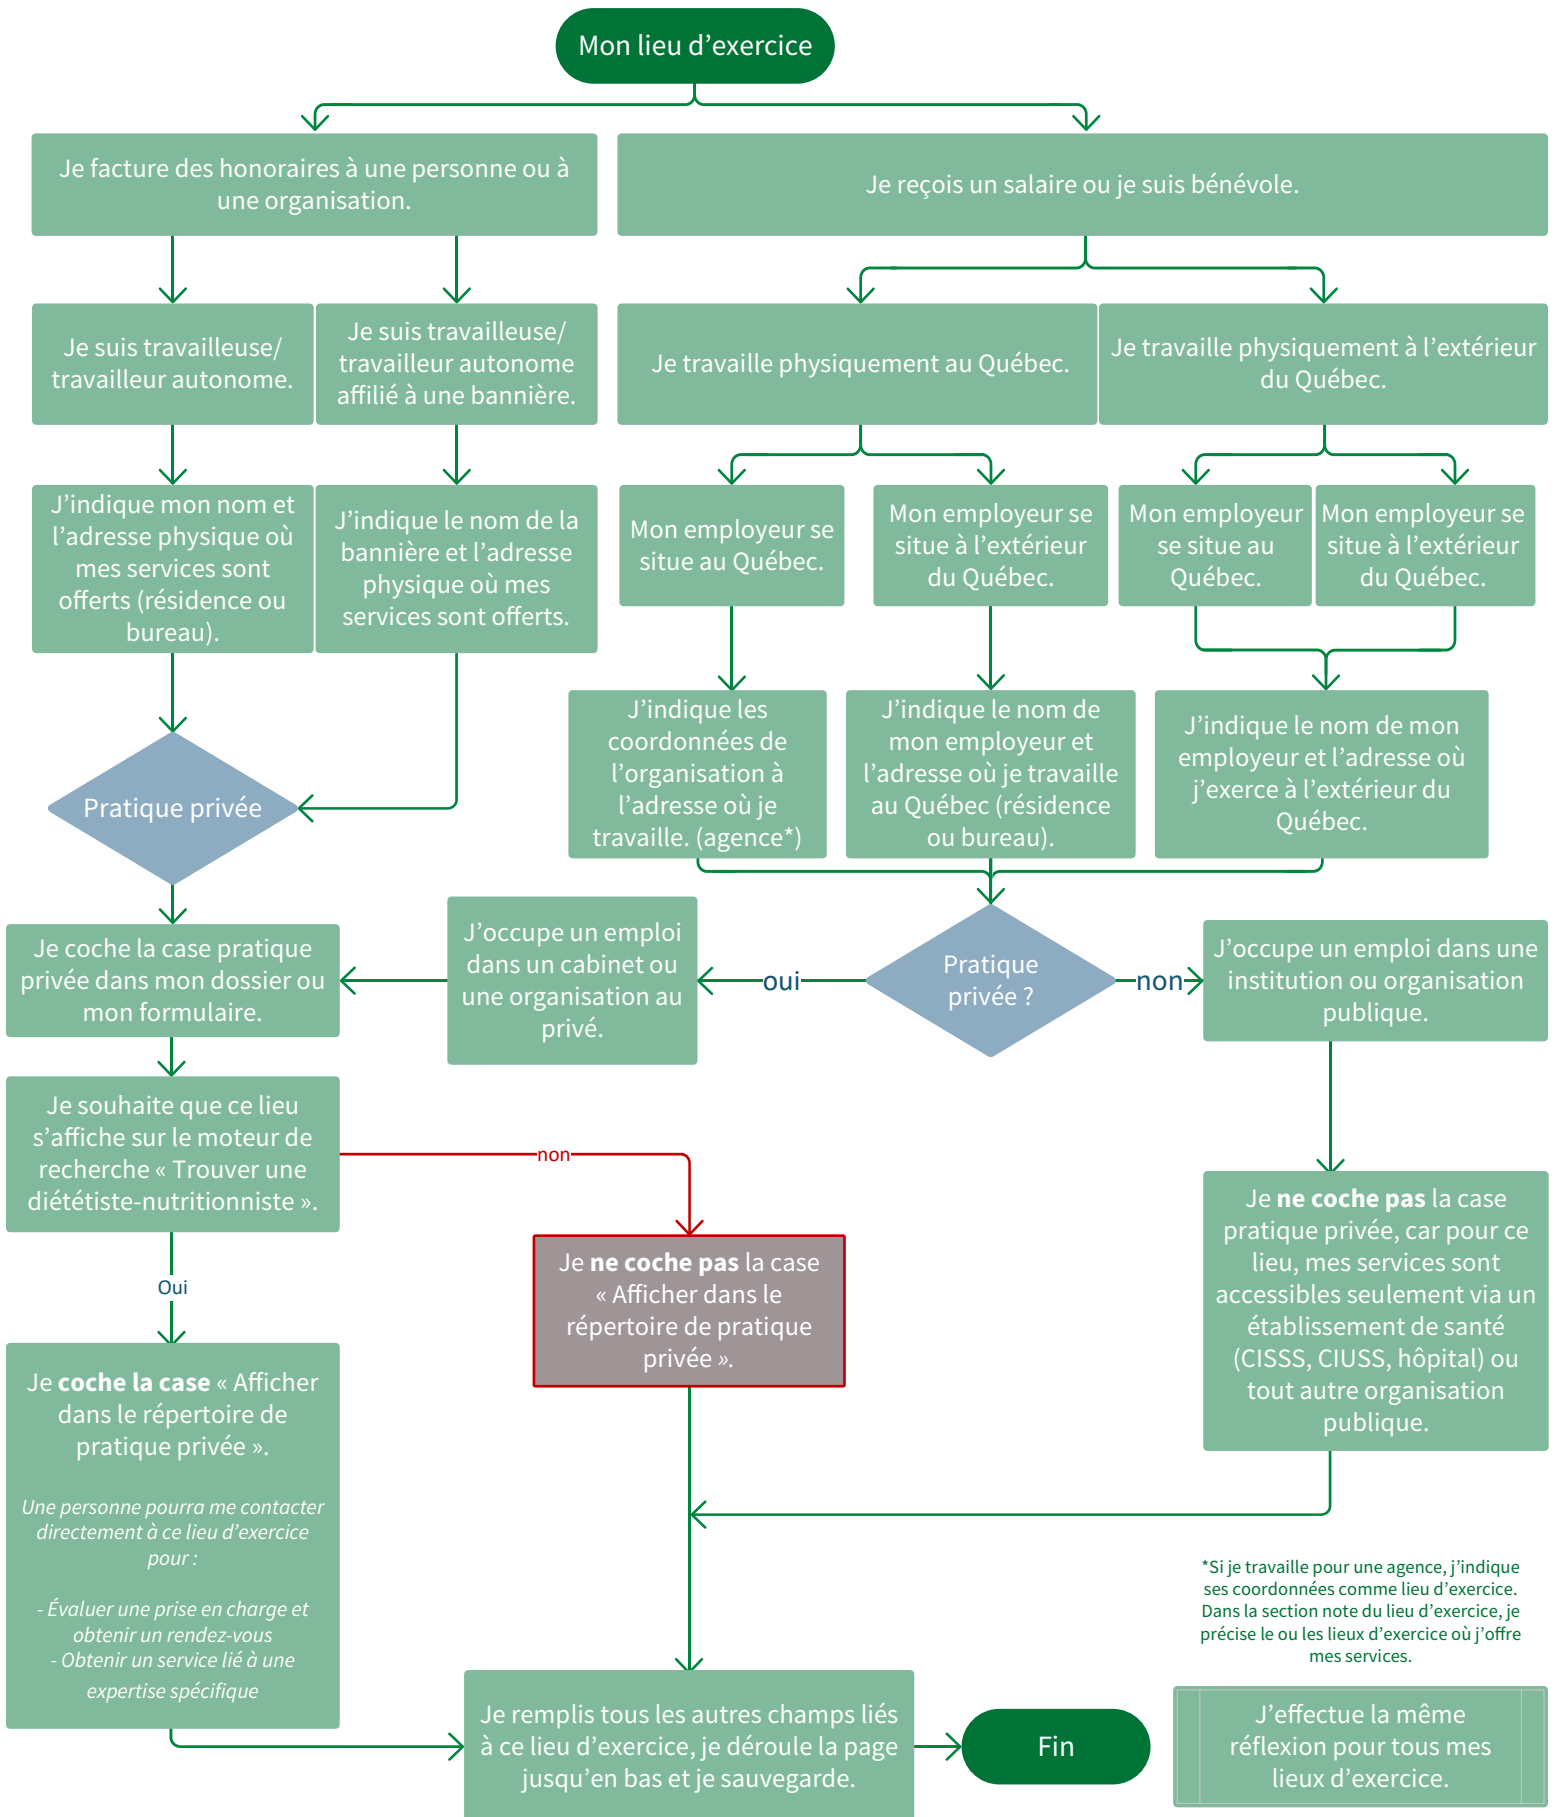 Mon lieu d’exercice
Je facture des honoraires à une personne ou à
une organisation.
Je reçois un salaire ou je suis bénévole.
Je suis travailleuse/
travailleur autonome.
Je suis travailleuse/
travailleur autonome
affilié à une bannière.
Je travaille physiquement au Québec.
Je travaille physiquement à l’extérieur
du Québec.
J’indique mon nom et
l’adresse physique où
mes services sont
offerts (résidence ou
bureau).
J’indique le nom de la
bannière et l’adresse
physique où mes
services sont offerts.
Mon employeur se
situe au Québec.
Mon employeur se
situe à l’extérieur
du Québec.
Mon employeur
se situe au
Québec.
Mon employeur se
situe à l’extérieur
du Québec.
J’indique les
coordonnées de
l’organisation à
l’adresse où je
travaille. (agence*)
J’indique le nom de
mon employeur et
l’adresse où je travaille
au Québec (résidence
ou bureau).
J’indique le nom de mon
employeur et l’adresse où
j’exerce à l’extérieur du
Québec.
Pratique privée
Pratique
privée ?
oui
non
J’occupe un emploi
dans un cabinet ou
une organisation au
privé.
J’occupe un emploi dans une
institution ou organisation
publique.
Je coche la case pratique
privée dans mon dossier ou
mon formulaire.
Je souhaite que ce lieu
s’affiche sur le moteur de
recherche « Trouver une
diététiste-nutritionniste ».
non
Oui
Je ne coche pas la case
« Afficher dans le
répertoire de pratique
privée ».
Je ne coche pas la case
pratique privée, car pour ce
lieu, mes services sont
accessibles seulement via un
établissement de santé
(CISSS, CIUSS, hôpital) ou
tout autre organisation
publique.
Je coche la case « Afficher
dans le répertoire de
pratique privée ».
Une personne pourra me contacter
directement à ce lieu d’exercice
pour :
- Évaluer une prise en charge et
obtenir un rendez-vous
- Obtenir un service lié à une
expertise spécifique
*Si je travaille pour une agence, j’indique
ses coordonnées comme lieu d’exercice.
Dans la section note du lieu d’exercice, je
précise le ou les lieux d’exercice où j’offre
mes services.
Je remplis tous les autres champs liés
à ce lieu d’exercice, je déroule la page
jusqu’en bas et je sauvegarde.
Fin
J’effectue la même
réflexion pour tous mes
lieux d’exercice.